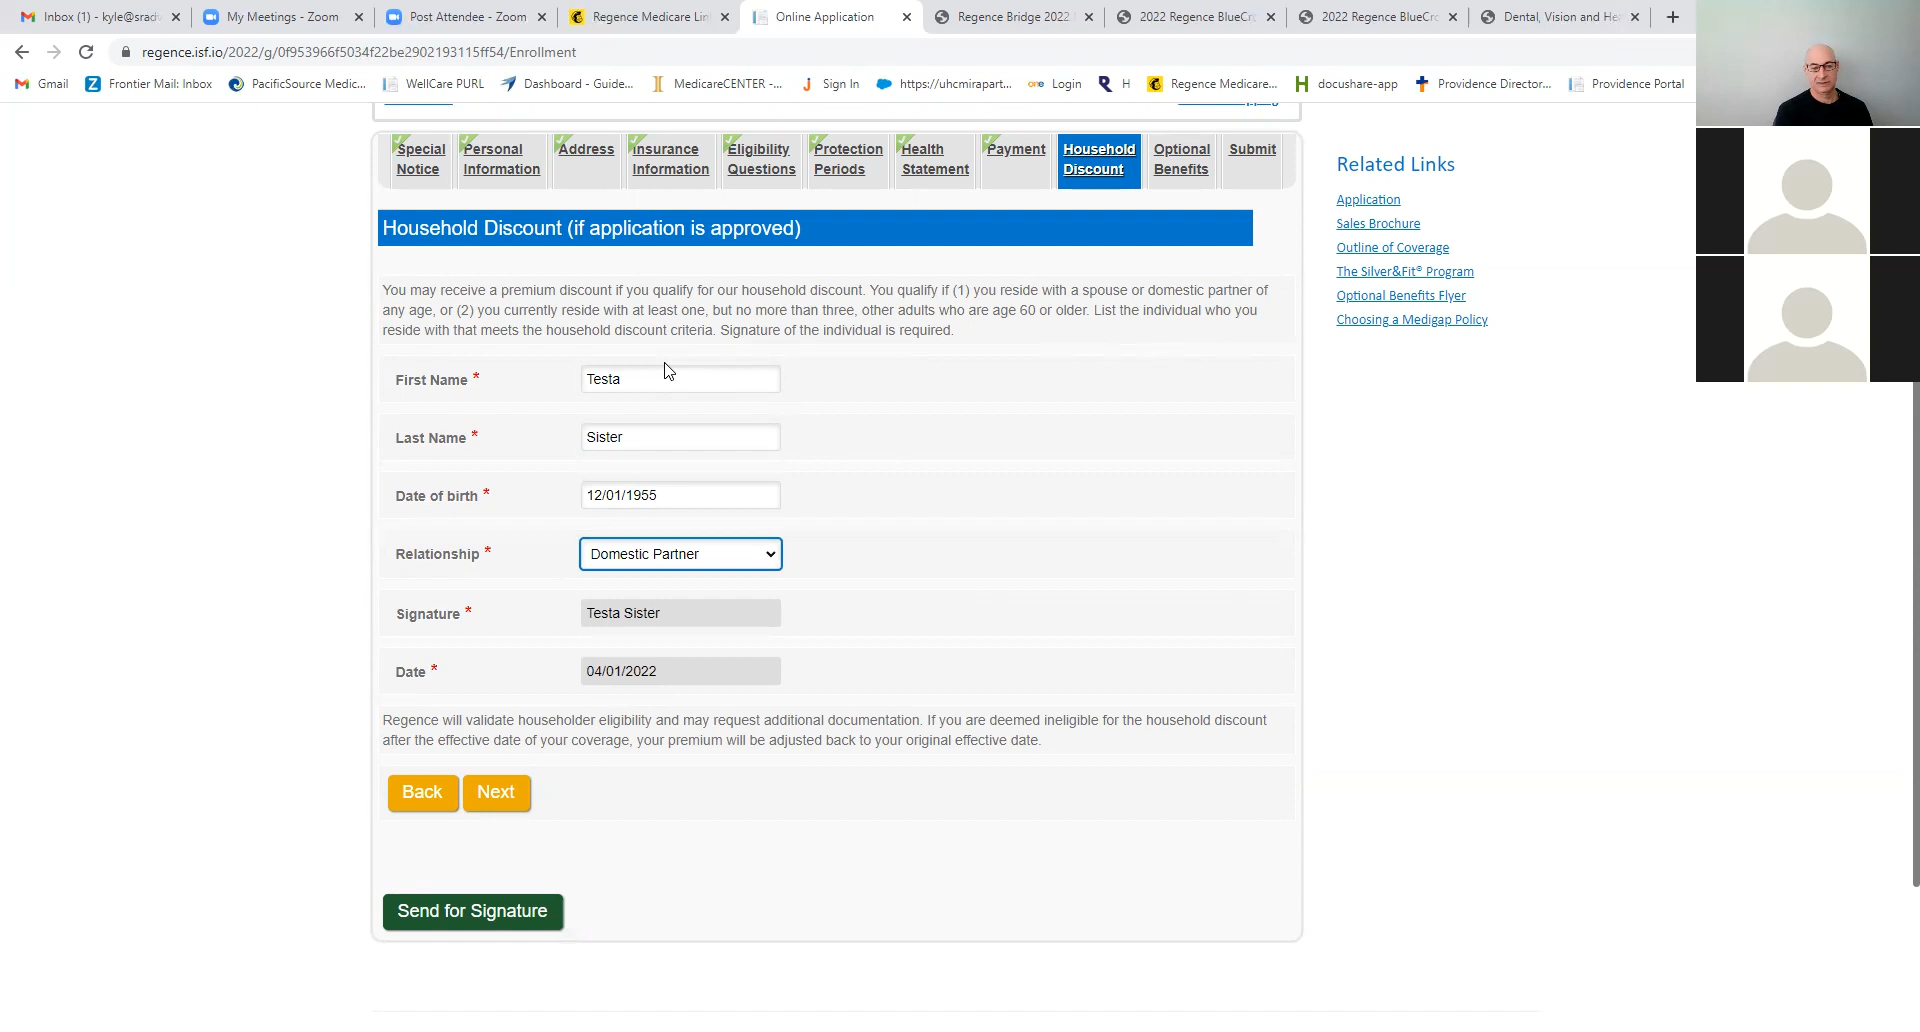 Inbox (1) - kyle@srad
My Meetings - Zoom
Post Attendee - Zoom
Regence Medicare Lin
Online Application
Regence Bridge 2022
2022 Regence BlueCr
2022 Regence BlueCr
Dental, Vision and He
regence.isf.io/2022/g/0f953966f5034f22be2902193115ff54/Enrollment
Gmail
Frontier Mail: Inbox
PacificSource Medic...
WellCare PURL
Dashboard - Guide...
MedicareCENTER -...
Sign In
https://uhcmirapart...
one Login
H
Regence Medicare...
docushare-app
Providence Director...
Providence Portal
Special Notice
Personal Information
Address
Insurance Information
Eligibility Questions
Protection Periods
Health Statement
Payment
Household Discount
Optional Benefits
Submit
Household Discount (if application is approved)
You may receive a premium discount if you qualify for our household discount. You qualify if (1) you reside with a spouse or domestic partner of
any age, or (2) you currently reside with at least one, but no more than three, other adults who are age 60 or older. List the individual who you
reside with that meets the household discount criteria. Signature of the individual is required.
First Name *
Testa
Last Name *
Sister
Date of birth *
12/01/1955
Relationship *
Domestic Partner
Signature *
Testa Sister
Date *
04/01/2022
Regence will validate householder eligibility and may request additional documentation. If you are deemed ineligible for the household discount
after the effective date of your coverage, your premium will be adjusted back to your original effective date.
Back
Next
Send for Signature
Related Links
Application
Sales Brochure
Outline of Coverage
The Silver&Fit® Program
Optional Benefits Flyer
Choosing a Medigap Policy